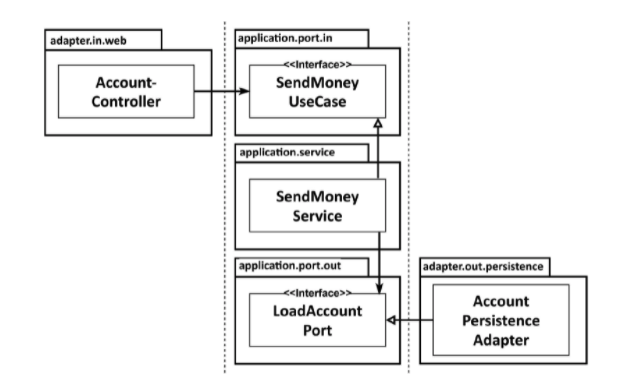 adapter.in.web
Account-
Controller
application.port.in
<<Interface>>
SendMoney
UseCase
application.service
SendMoney
Service
application.port.out
<<Interface>>
LoadAccount
Port
adapter.out.persistence
Account
Persistence
Adapter